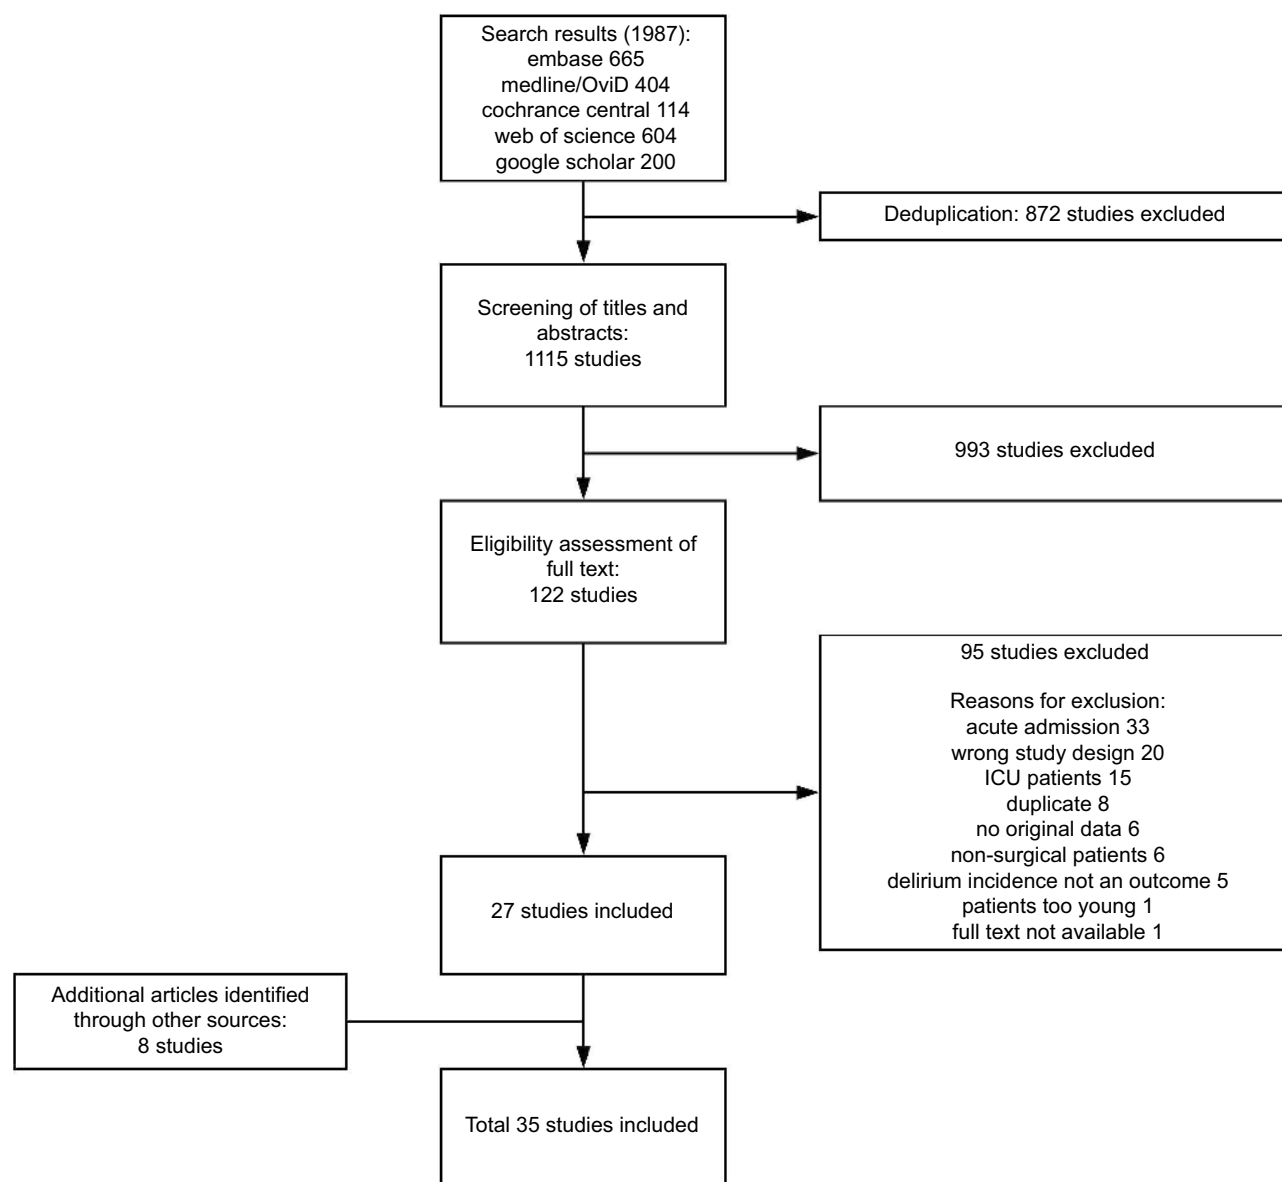 Search results (1987):
embase 665
medline/OviD 404
cochrance central 114
web of science 604
google scholar 200
Deduplication: 872 studies excluded
Screening of titles and
abstracts:
1115 studies
993 studies excluded
Eligibility assessment of
full text:
122 studies
95 studies excluded
Reasons for exclusion:
acute admission 33
wrong study design 20
ICU patients 15
duplicate 8
no original data 6
non-surgical patients 6
delirium incidence not an outcome 5
patients too young 1
full text not available 1
27 studies included
Additional articles identified
through other sources:
8 studies
Total 35 studies included